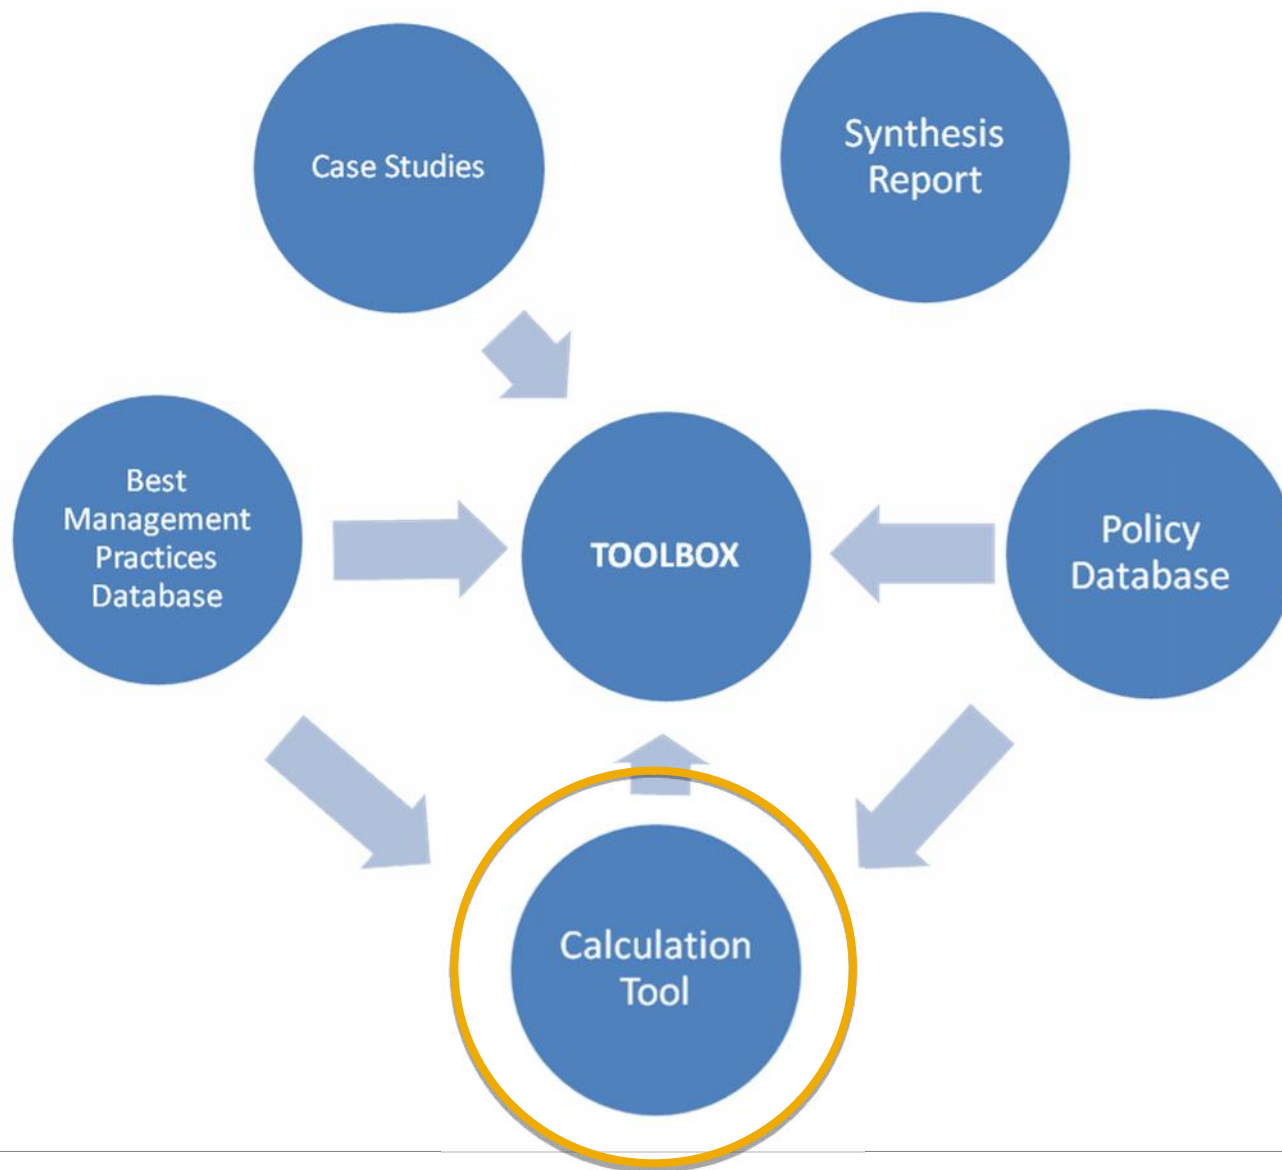 Case Studies
Synthesis
Report
Best
Management
Practices
Database
TOOLBOX
Policy
Database
Calculation
Tool